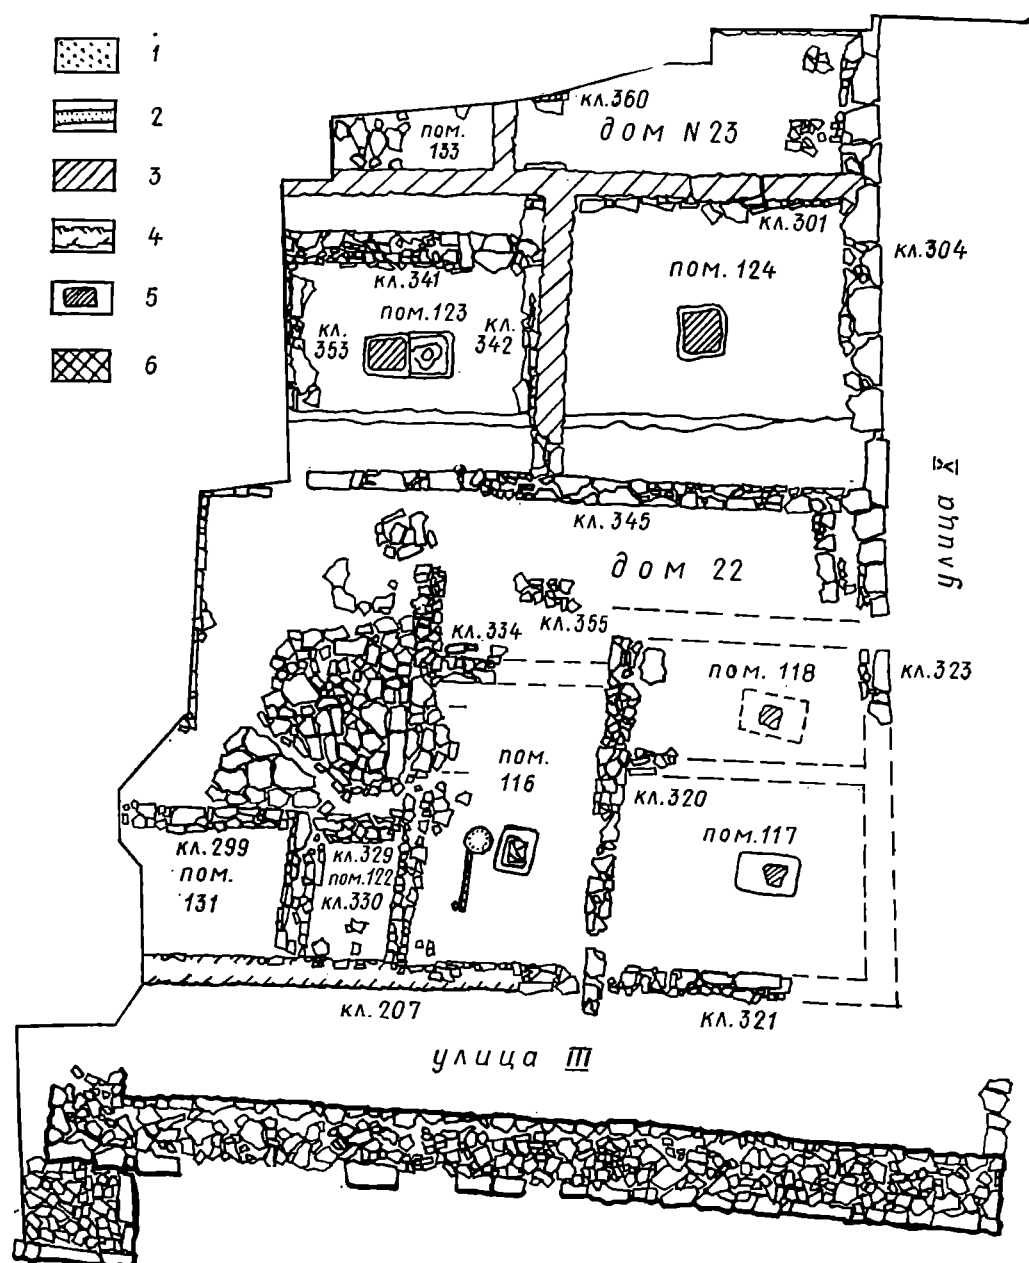 1
2
3
4
5
6
кл.360
дом N 23
пом.
133
кл.301
кл.304
пом. 124
кл.341
пом.123
кл.
353
кл.
342
улица X
кл. 345
дом 22
кл.355
кл.334
пом. 118
кл.323
пом.
116
кл.320
пом.117
кл.299
пом.
131
кл.329
пом.122
кл.330
кл.207
кл.321
улица III